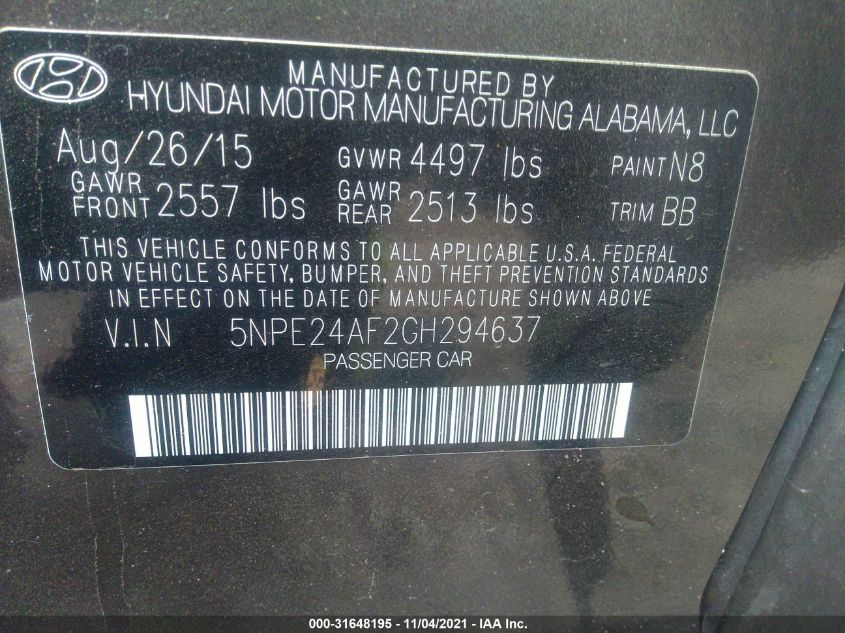 MANUFACTURED BY
HYUNDAI MOTOR MANUFACTURING ALABAMA, LLC
Aug/26/15 GVWR 4497 lbs PAINT N8
GAWR FRONT 2557 lbs GAWR REAR 2513 lbs TRIM BB
THIS VEHICLE CONFORMS TO ALL APPLICABLE U.S.A. FEDERAL
MOTOR VEHICLE SAFETY, BUMPER, AND THEFT PREVENTION STANDARDS
IN EFFECT ON THE DATE OF MANUFACTURE SHOWN ABOVE
V.I.N 5NPE24AF2GH294637
PASSENGER CAR
000-31648195 - 11/04/2021 - IAA Inc.